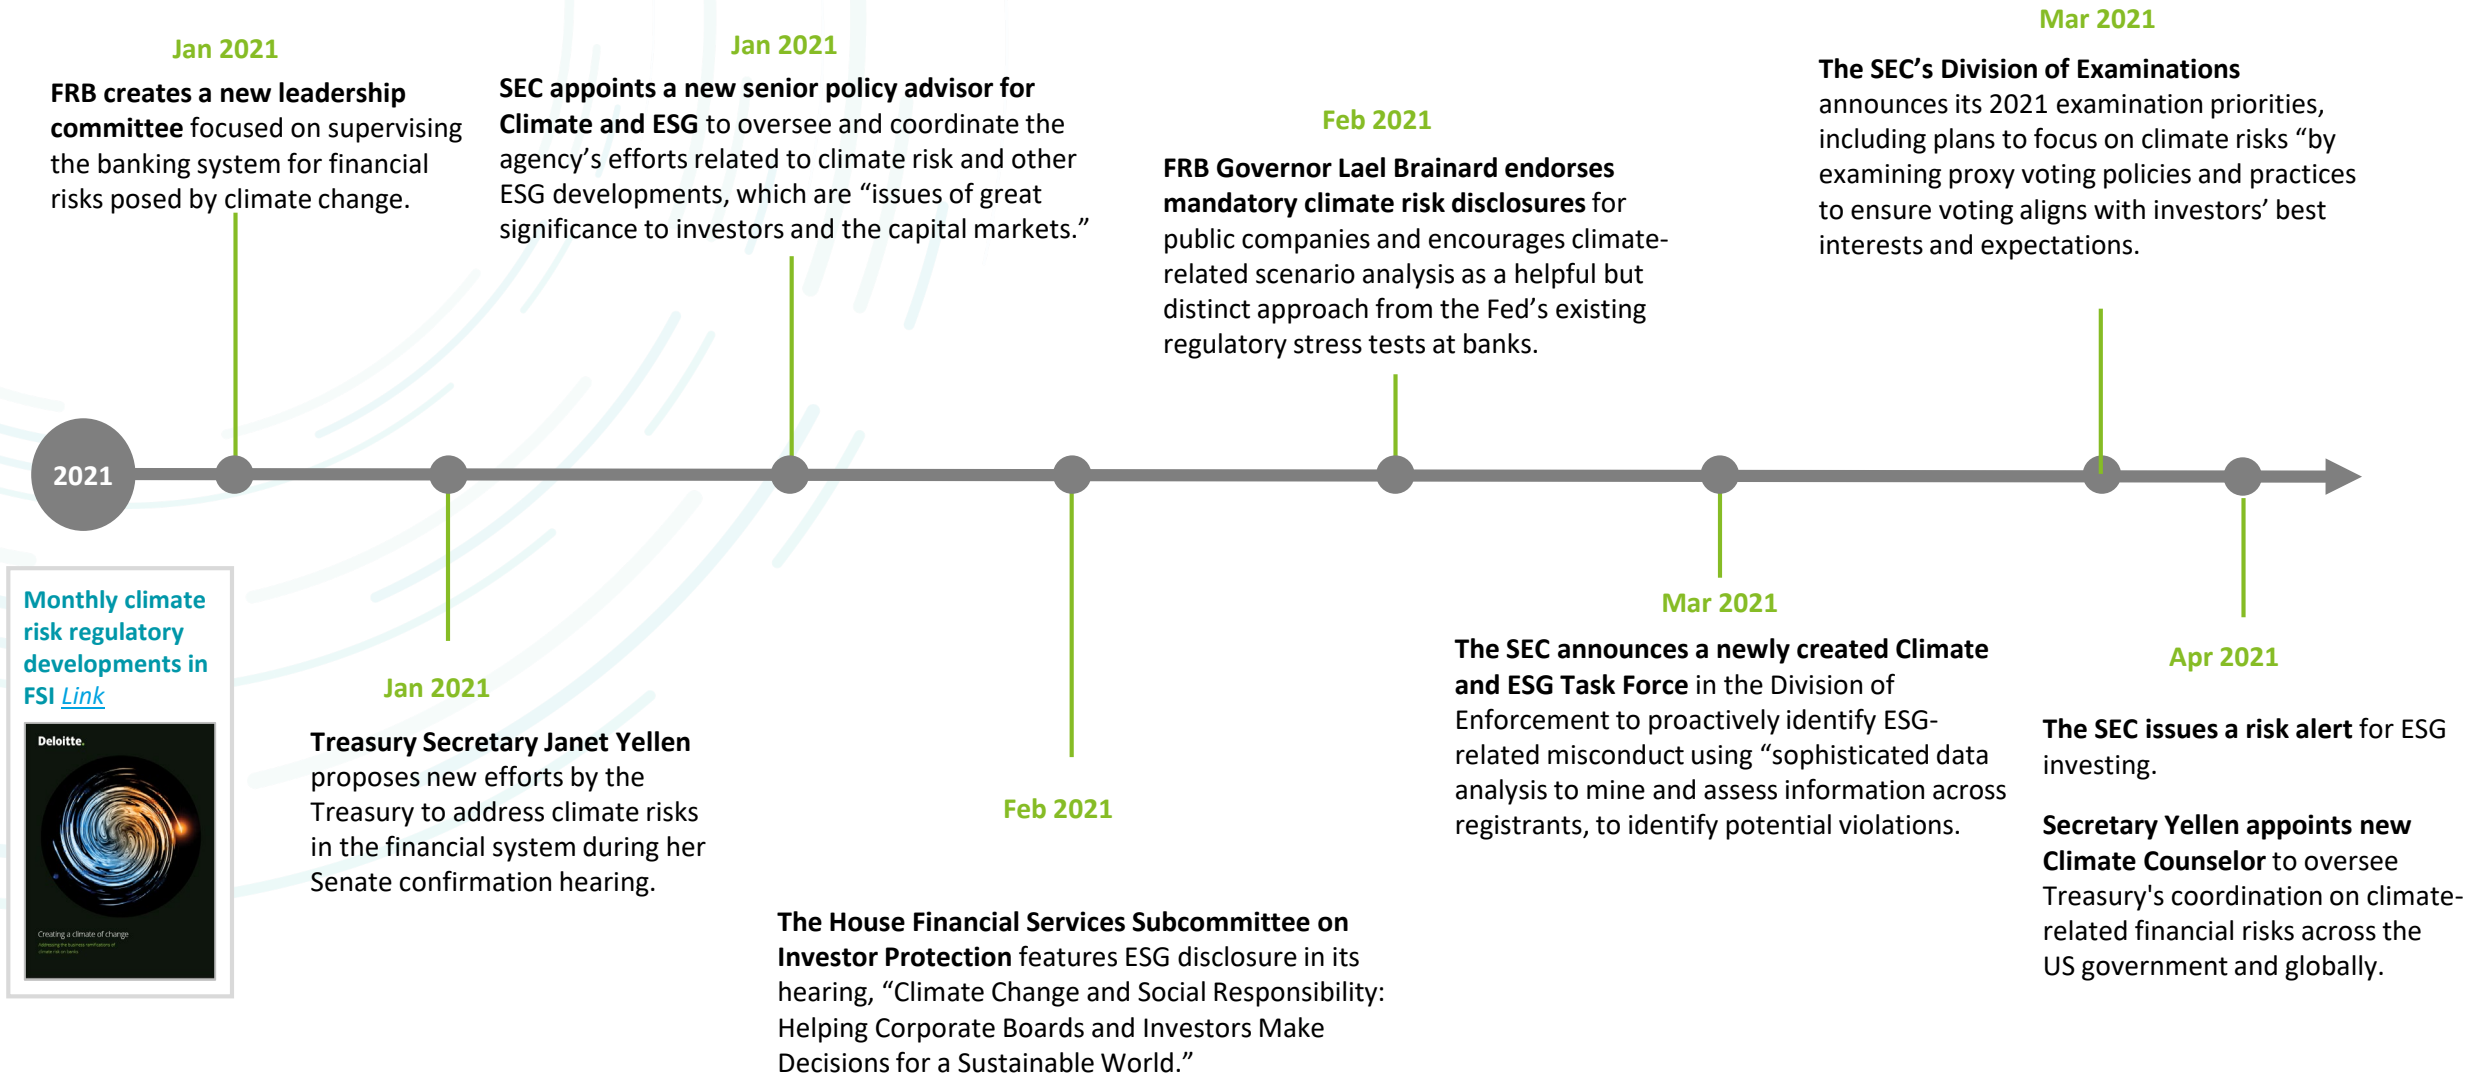 Jan 2021
FRB creates a new leadership
committee focused on supervising
the banking system for financial
risks posed by climate change.
Jan 2021
SEC appoints a new senior policy advisor for
Climate and ESG to oversee and coordinate the
agency’s efforts related to climate risk and other
ESG developments, which are “issues of great
significance to investors and the capital markets.”
Feb 2021
FRB Governor Lael Brainard endorses
mandatory climate risk disclosures for
public companies and encourages climate-
related scenario analysis as a helpful but
distinct approach from the Fed’s existing
regulatory stress tests at banks.
Mar 2021
The SEC’s Division of Examinations
announces its 2021 examination priorities,
including plans to focus on climate risks “by
examining proxy voting policies and practices
to ensure voting aligns with investors’ best
interests and expectations.
2021
Monthly climate
risk regulatory
developments in
FSI Link
Deloitte.
Creating a climate of change
Addressing the business ramifications of
climate risk on banks
Jan 2021
Treasury Secretary Janet Yellen
proposes new efforts by the
Treasury to address climate risks
in the financial system during her
Senate confirmation hearing.
Feb 2021
The House Financial Services Subcommittee on
Investor Protection features ESG disclosure in its
hearing, “Climate Change and Social Responsibility:
Helping Corporate Boards and Investors Make
Decisions for a Sustainable World.”
Mar 2021
The SEC announces a newly created Climate
and ESG Task Force in the Division of
Enforcement to proactively identify ESG-
related misconduct using “sophisticated data
analysis to mine and assess information across
registrants, to identify potential violations.
Apr 2021
The SEC issues a risk alert for ESG
investing.
Secretary Yellen appoints new
Climate Counselor to oversee
Treasury's coordination on climate-
related financial risks across the
US government and globally.